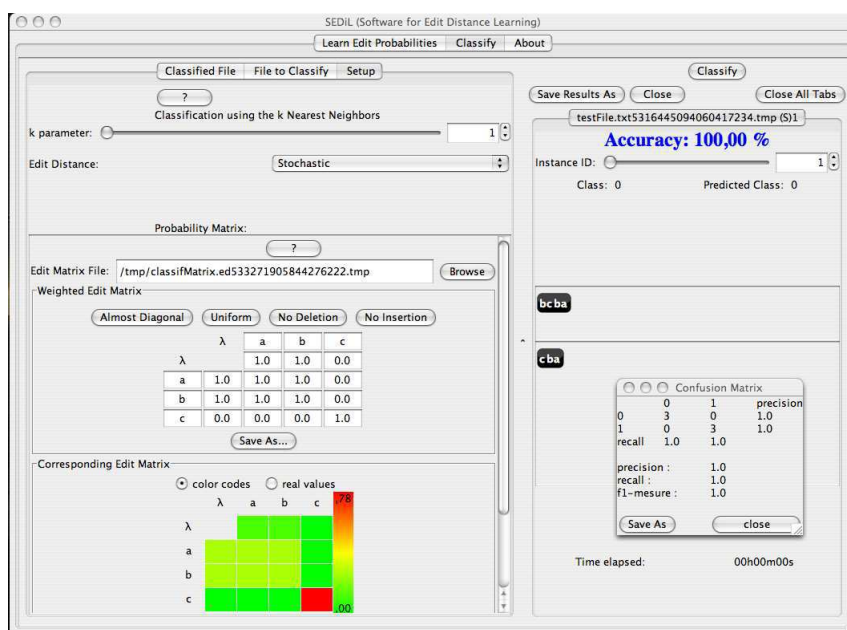 SEDiL (Software for Edit Distance Learning)
Learn Edit Probabilities Classify About
Classified File File to Classify Setup
?
Classification using the k Nearest Neighbors
k parameter: 1
Edit Distance: Stochastic
Probability Matrix:
?
Edit Matrix File: /tmp/classifMatrix.ed533271905844276222.tmp Browse
Weighted Edit Matrix
Almost Diagonal Uniform No Deletion No Insertion
λ a b c
λ 1.0 1.0 0.0
a 1.0 1.0 1.0 0.0
b 1.0 1.0 1.0 0.0
c 0.0 0.0 0.0 1.0
Save As...
Corresponding Edit Matrix
color codes real values
λ a b c ,78
λ
a
b
c
,00
Classify
Save Results As Close Close All Tabs
testFile.txt5316445094060417234.tmp (S)1
Accuracy: 100,00 %
Instance ID: 1
Class: 0 Predicted Class: 0
bcba
cba
Confusion Matrix
0 1 precision
0 3 0 1.0
1 0 3 1.0
recall 1.0 1.0
precision : 1.0
recall : 1.0
f1-mesure : 1.0
Save As close
Time elapsed: 00h00m00s